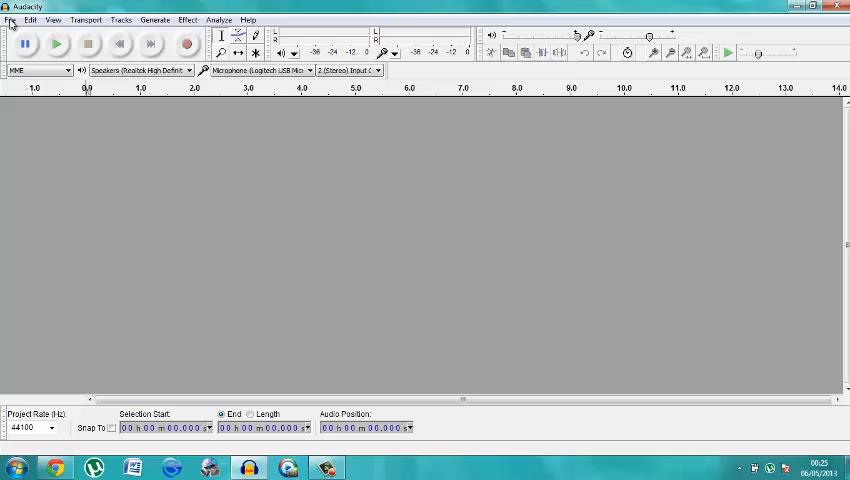 Audacity
File Edit View Transport Tracks Generate Effect Analyze Help
L
R
-36 -24 -12 0
L
R
-36 -24 -12 0
MME
Speakers (Realtek High Definit
Microphone (Logitech USB Micr
2 (Stereo) Input C
- 1.0 0.0 1.0 2.0 3.0 4.0 5.0 6.0 7.0 8.0 9.0 10.0 11.0 12.0 13.0 14.0
Project Rate (Hz):
Selection Start:
End
Length
Audio Position:
44100
Snap To
00 h 00 m 00.000 s
00 h 00 m 00.000 s
00 h 00 m 00.000 s
00:25
06/05/2013